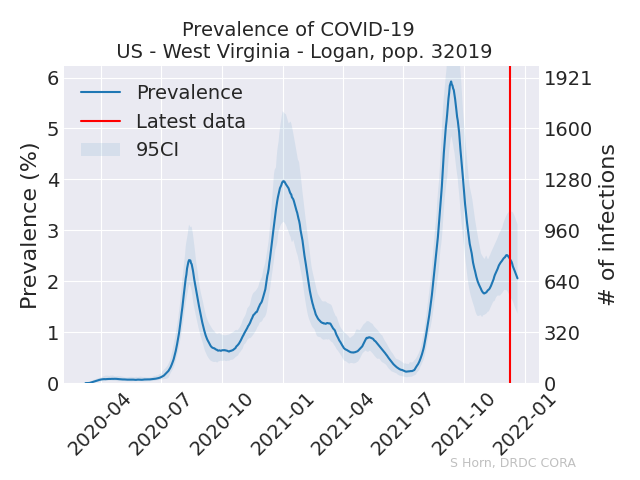 Prevalence of COVID-19
US - West Virginia - Logan, pop. 32019
Prevalence
Latest data
95CI
Prevalence (%)
6
5
4
3
2
1
0
1921
1600
1280
960
640
320
0
# of infections
2020-04
2020-07
2020-10
2021-01
2021-04
2021-07
2021-10
2022-01
S Horn, DRDC CORA